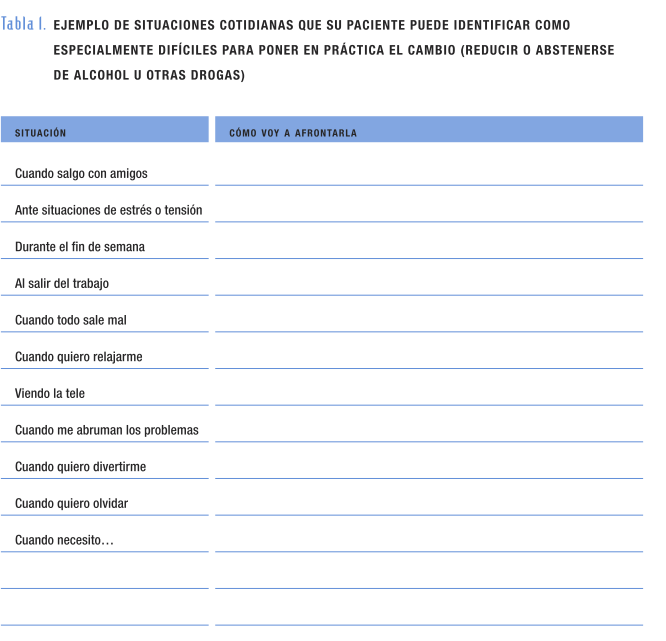 Tabla I. EJEMPLO DE SITUACIONES COTIDIANAS QUE SU PACIENTE PUEDE IDENTIFICAR COMO
ESPECIALMENTE DIFÍCILES PARA PONER EN PRÁCTICA EL CAMBIO (REDUCIR O ABSTENERSE
DE ALCOHOL U OTRAS DROGAS)
SITUACIÓN CÓMO VOY A AFRONTARLA
Cuando salgo con amigos
Ante situaciones de estrés o tensión
Durante el fin de semana
Al salir del trabajo
Cuando todo sale mal
Cuando quiero relajarme
Viendo la tele
Cuando me abruman los problemas
Cuando quiero divertirme
Cuando quiero olvidar
Cuando necesito…